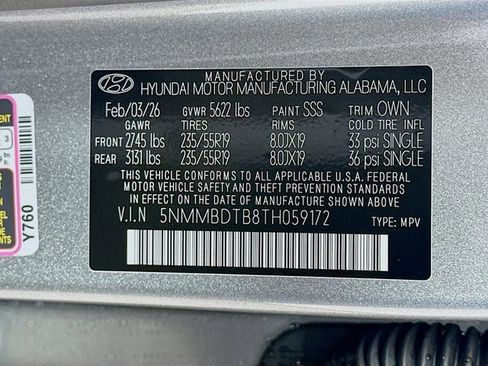 MANUFACTURED BY
HYUNDAI MOTOR MANUFACTURING ALABAMA, LLC
Feb/03/26 GVWR 5622 lbs PAINT SSS TRIM OWN
GAWR TIRES RIMS COLD TIRE INFL
FRONT 2745 lbs 235/55R19 8.0JX19 33 psi SINGLE
REAR 3131 lbs 235/55R19 8.0JX19 36 psi SINGLE
THIS VEHICLE CONFORMS TO ALL APPLICABLE U.S.A. FEDERAL
MOTOR VEHICLE SAFETY AND THEFT PREVENTION STANDARDS
IN EFFECT ON THE DATE OF MANUFACTURE SHOWN ABOVE.
V.I.N 5NMMBDTB8TH059172 TYPE: MPV
Y760